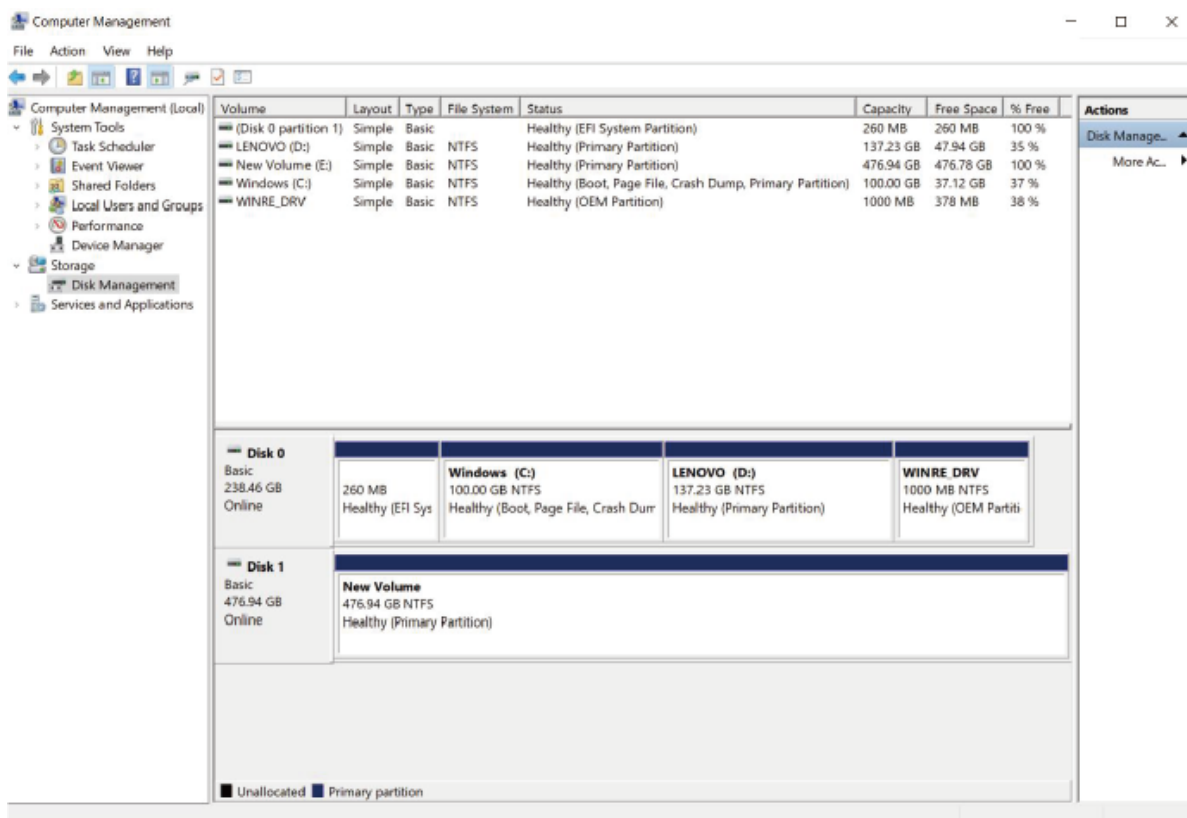 Computer Management
File Action View Help
Computer Management (Local)
System Tools
Task Scheduler
Event Viewer
Shared Folders
Local Users and Groups
Performance
Device Manager
Storage
Disk Management
Services and Applications
Volume Layout Type File System Status Capacity Free Space % Free
(Disk 0 partition 1) Simple Basic Healthy (EFI System Partition) 260 MB 260 MB 100 %
LENOVO (D:) Simple Basic NTFS Healthy (Primary Partition) 137.23 GB 47.94 GB 35 %
New Volume (E:) Simple Basic NTFS Healthy (Primary Partition) 476.94 GB 476.78 GB 100 %
Windows (C:) Simple Basic NTFS Healthy (Boot, Page File, Crash Dump, Primary Partition) 100.00 GB 37.12 GB 37 %
WINRE_DRV Simple Basic NTFS Healthy (OEM Partition) 1000 MB 378 MB 38 %
Actions
Disk Manage...
More Ac...
Disk 0
Basic
238.46 GB
Online
260 MB
Healthy (EFI Sys
Windows (C:)
100.00 GB NTFS
Healthy (Boot, Page File, Crash Dum
LENOVO (D:)
137.23 GB NTFS
Healthy (Primary Partition)
WINRE_DRV
1000 MB NTFS
Healthy (OEM Partiti
Disk 1
Basic
476.94 GB
Online
New Volume
476.94 GB NTFS
Healthy (Primary Partition)
Unallocated Primary partition